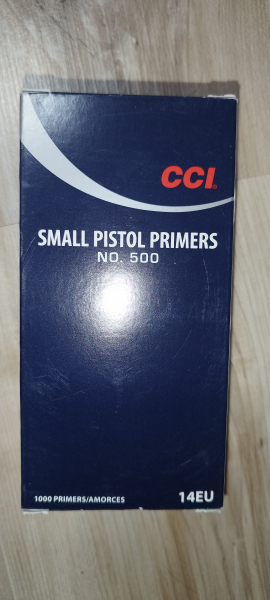 CCI
SMALL PISTOL PRIMERS
NO. 500
1000 PRIMERS/AMORCES
14EU